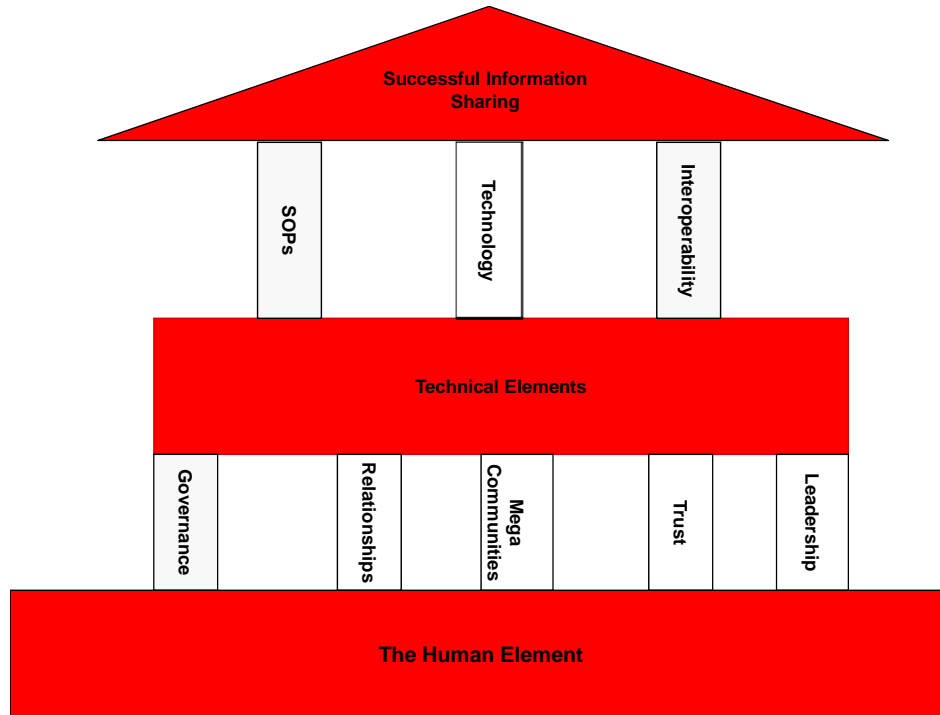 Successful Information
Sharing
SOPs
Technology
Interoperability
Technical Elements
Governance
Relationships
Mega
Communities
Trust
Leadership
The Human Element